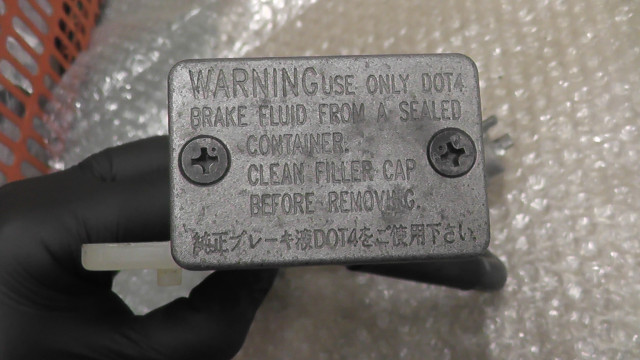 WARNING USE ONLY DOT4
BRAKE FLUID FROM A SEALED
CONTAINER.
CLEAN FILLER CAP
BEFORE REMOVING.
純正ブレーキ液DOT4をご使用下さい.